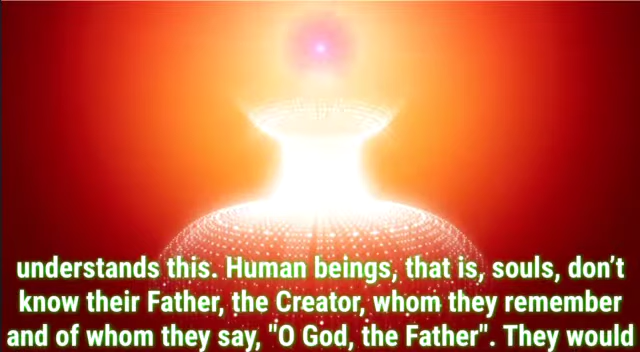 understands this. Human beings, that is, souls, don’t
know their Father, the Creator, whom they remember
and of whom they say, "O God, the Father". They would